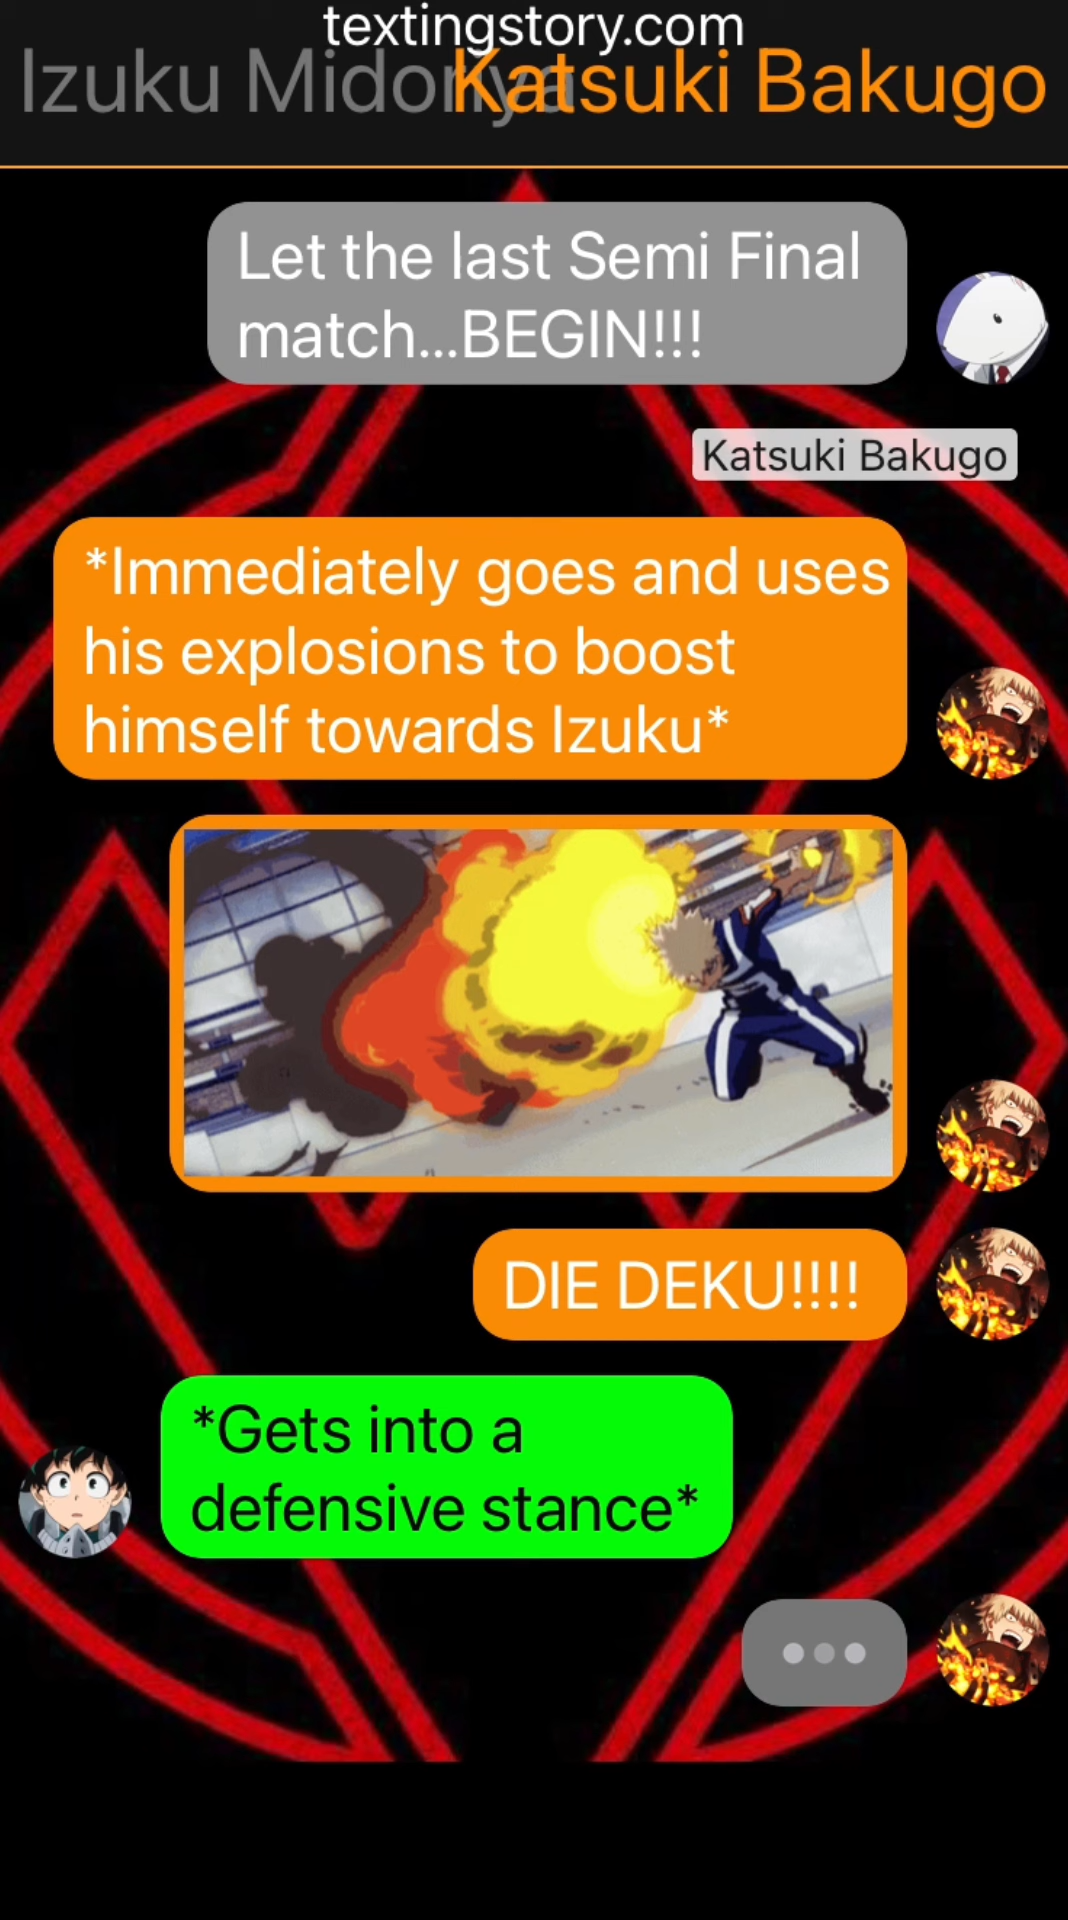 textingstory.com
Izuku Midoriya
Katsuki Bakugo
Let the last Semi Final
match...BEGIN!!!
Katsuki Bakugo
*Immediately goes and uses
his explosions to boost
himself towards Izuku*
DIE DEKU!!!!
*Gets into a
defensive stance*